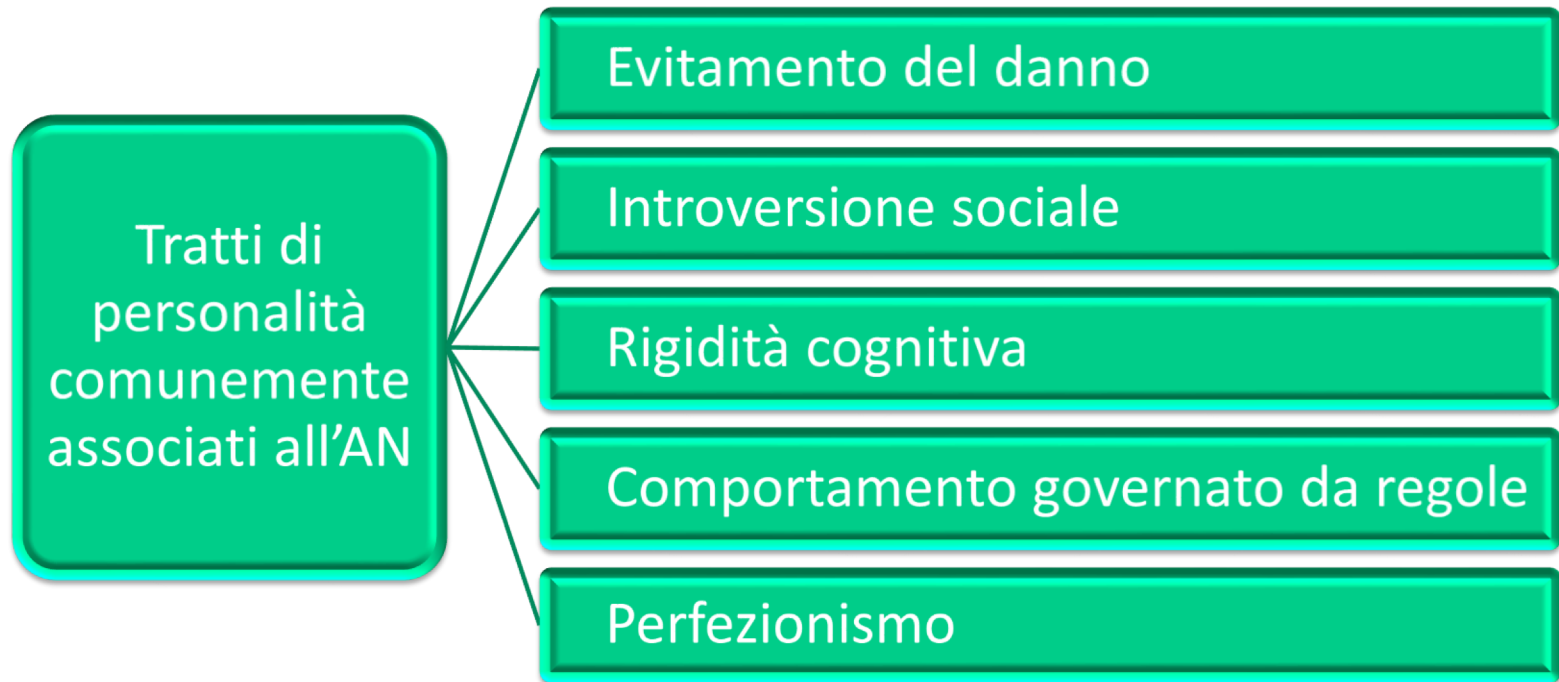 Tratti di
personalità
comunemente
associati all’AN
Evitamento del danno
Introversione sociale
Rigidità cognitiva
Comportamento governato da regole
Perfezionismo